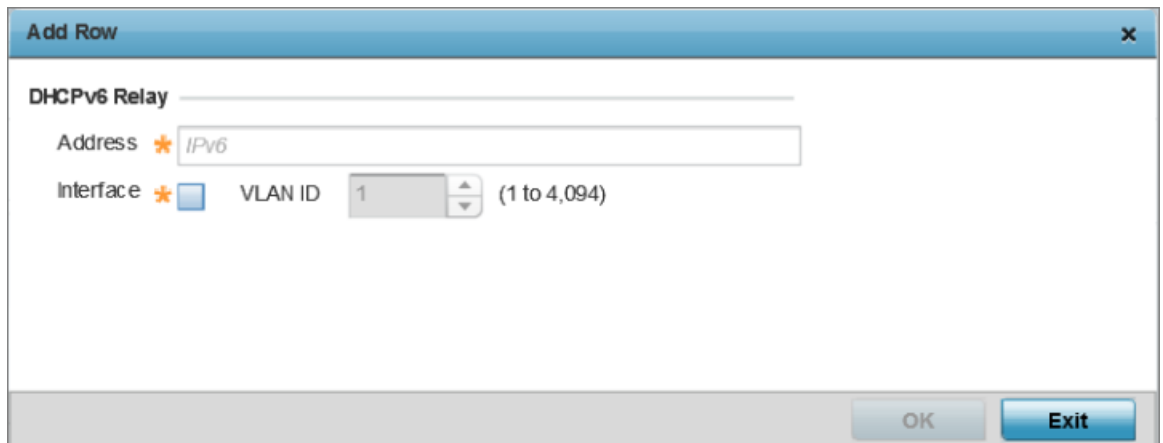 Add Row
DHCPv6 Relay
Address * IPv6
Interface * VLAN ID 1 (1 to 4,094)
OK Exit